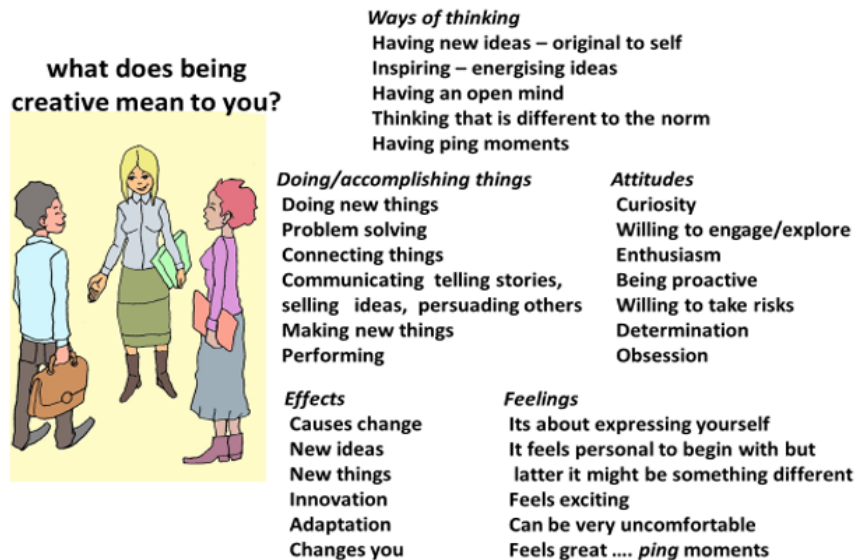 what does being
creative mean to you?
Ways of thinking
Having new ideas – original to self
Inspiring – energising ideas
Having an open mind
Thinking that is different to the norm
Having ping moments
Doing/accomplishing things
Doing new things
Problem solving
Connecting things
Communicating telling stories,
selling ideas, persuading others
Making new things
Performing
Attitudes
Curiosity
Willing to engage/explore
Enthusiasm
Being proactive
Willing to take risks
Determination
Obsession
Effects
Causes change
New ideas
New things
Innovation
Adaptation
Changes you
Feelings
Its about expressing yourself
It feels personal to begin with but
latter it might be something different
Feels exciting
Can be very uncomfortable
Feels great .... ping moments